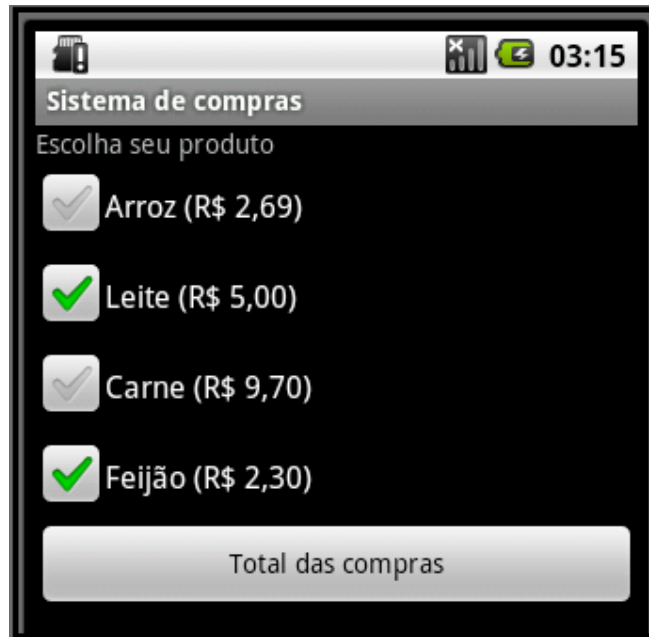 03:15
Sistema de compras
Escolha seu produto
Arroz (R$ 2,69)
Leite (R$ 5,00)
Carne (R$ 9,70)
Feijão (R$ 2,30)
Total das compras